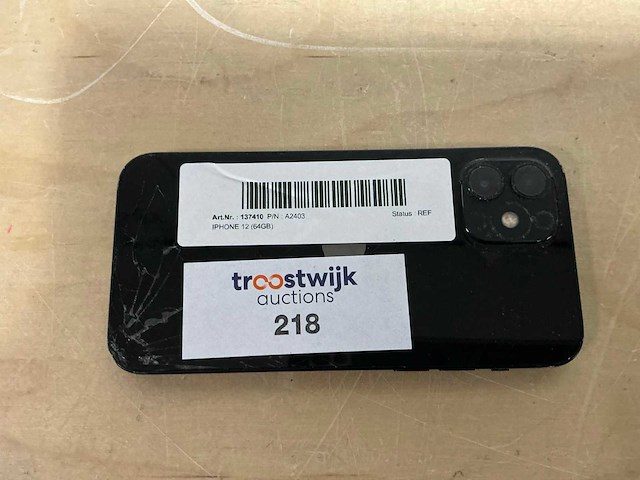 Art.Nr. : 137410 P/N : A2403 Status : REF
IPHONE 12 (64GB)
troostwijk
auctions
218